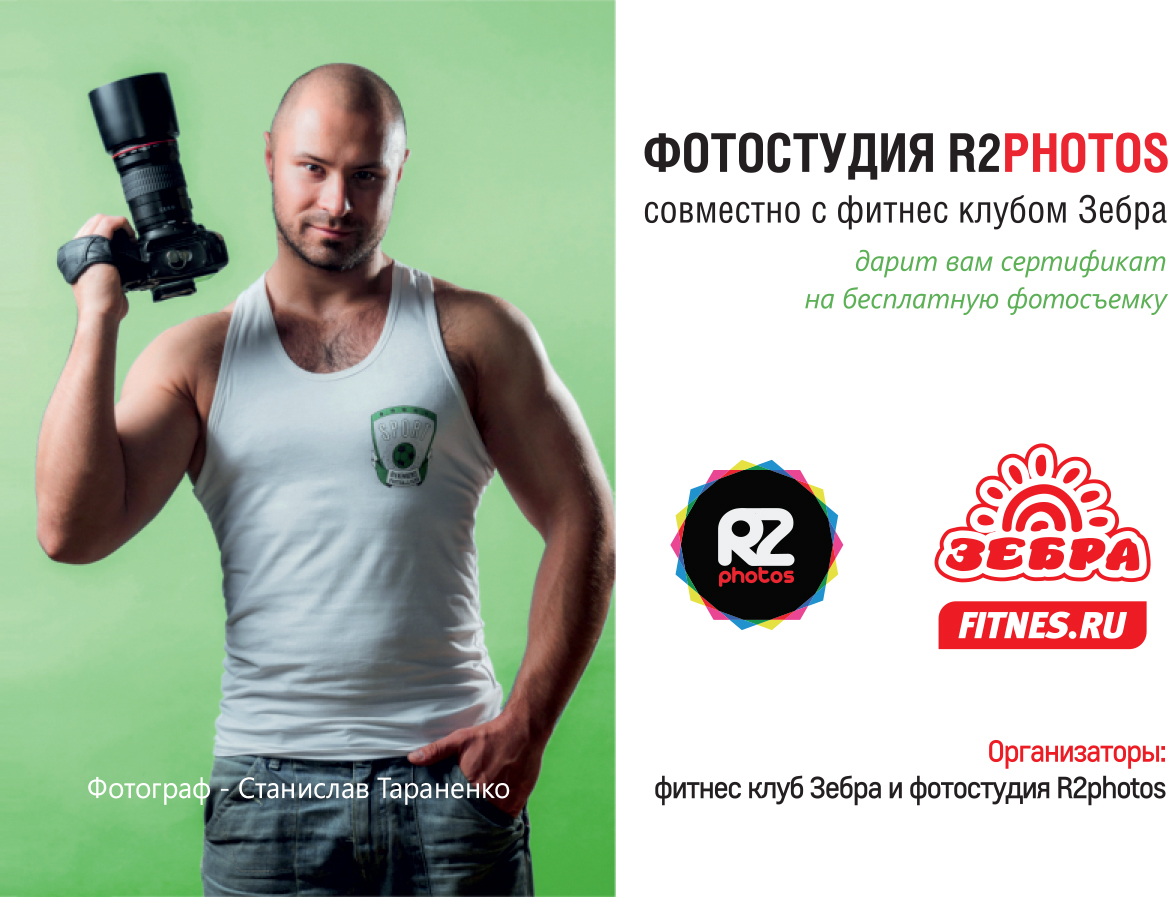 ФОТОСТУДИЯ R2PHOTOS
совместно с фитнес клубом Зебра
дарит вам сертификат
на бесплатную фотосъемку
SPORT
R2
photos
ЗЕБРА
FITNES.RU
Организаторы:
фитнес клуб Зебра и фотостудия R2photos
Фотограф - Станислав Тараненко